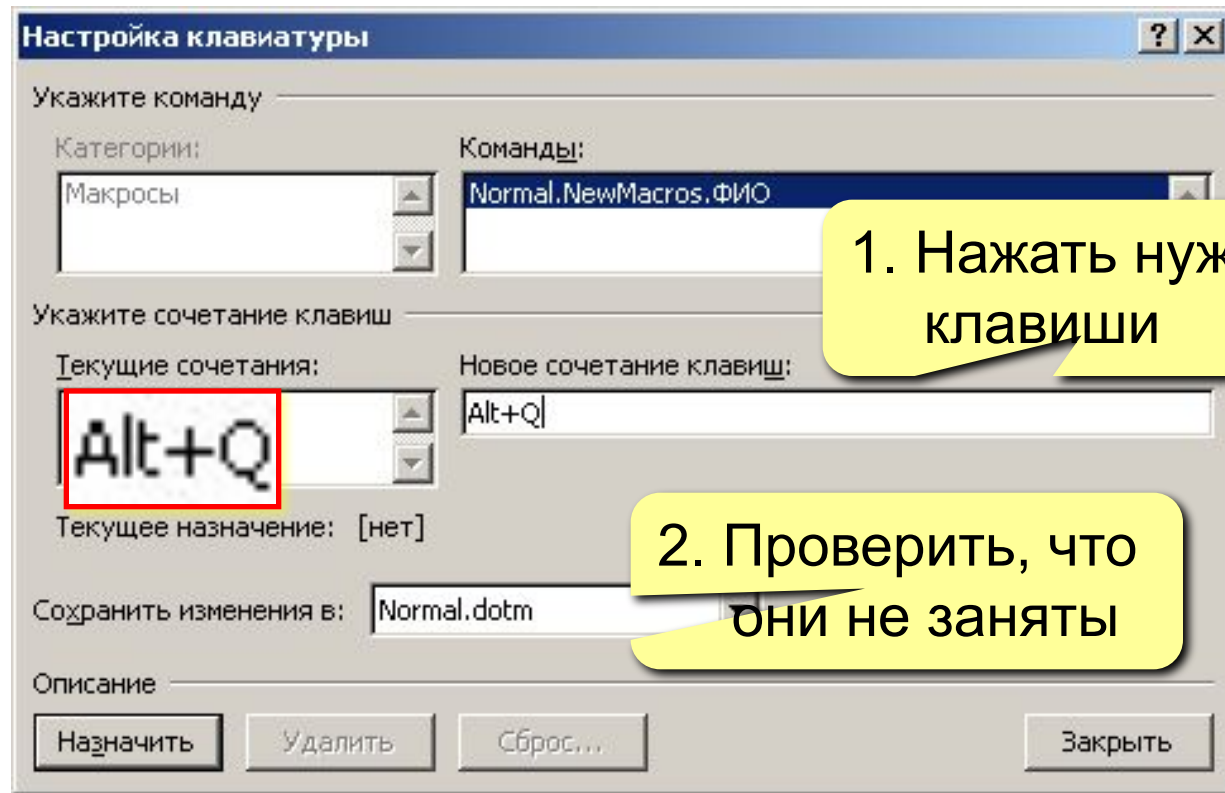 Настройка клавиатуры
Укажите команду
Категории:
Команды:
Макросы
Normal.NewMacros.ФИО
1. Нажать нуж
клавиши
Укажите сочетание клавиш
Текущие сочетания:
Новое сочетание клавиш:
Alt+Q
Alt+Q
Текущее назначение: [нет]
2. Проверить, что
они не заняты
Сохранить изменения в:
Normal.dotm
Описание
Назначить
Удалить
Сброс...
Закрыть